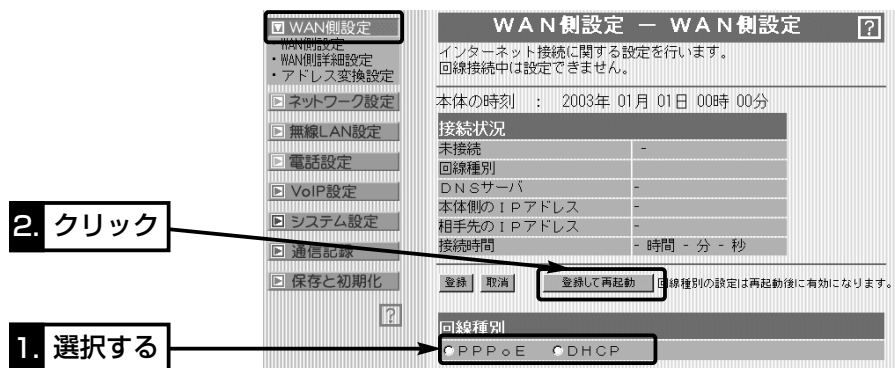 WAN側設定
・WAN側設定
・WAN側詳細設定
・アドレス変換設定
ネットワーク設定
無線LAN設定
電話設定
VoIP設定
システム設定
通信記録
保存と初期化
?
WAN側設定 － WAN側設定
?
インターネット接続に関する設定を行います。
回線接続中は設定できません。
本体の時刻 : 2003年 01月 01日 00時 00分
接続状況
未接続 -
回線種別
DNSサーバ -
本体側のIPアドレス -
相手先のIPアドレス -
接続時間 - 時間 - 分 - 秒
登録 取消 登録して再起動 回線種別の設定は再起動後に有効になります。
回線種別
PPPoE DHCP
2. クリック
1. 選択する